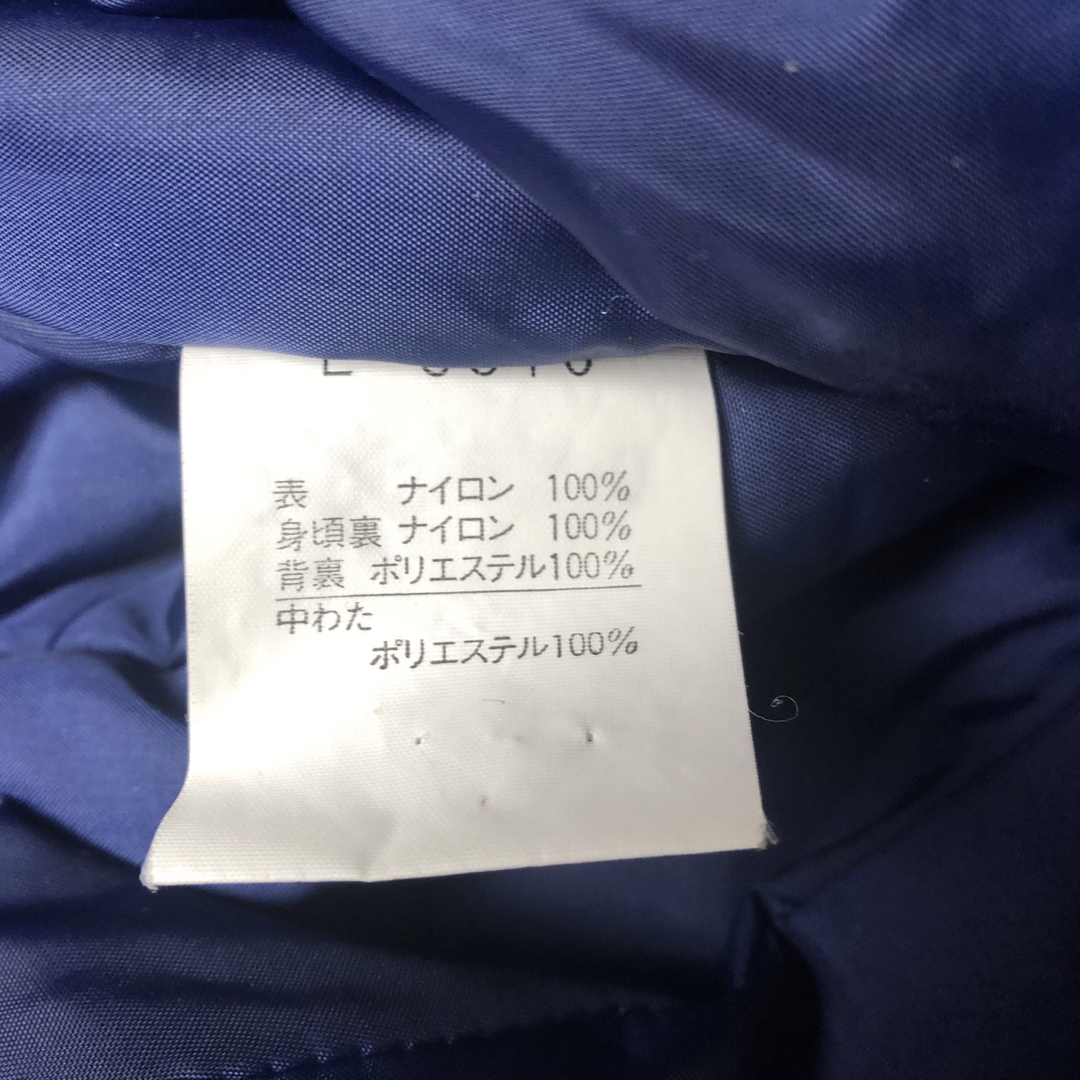 表 ナイロン 100%
身頃裏 ナイロン 100%
背裏 ポリエステル100%
中わた
ポリエステル100%